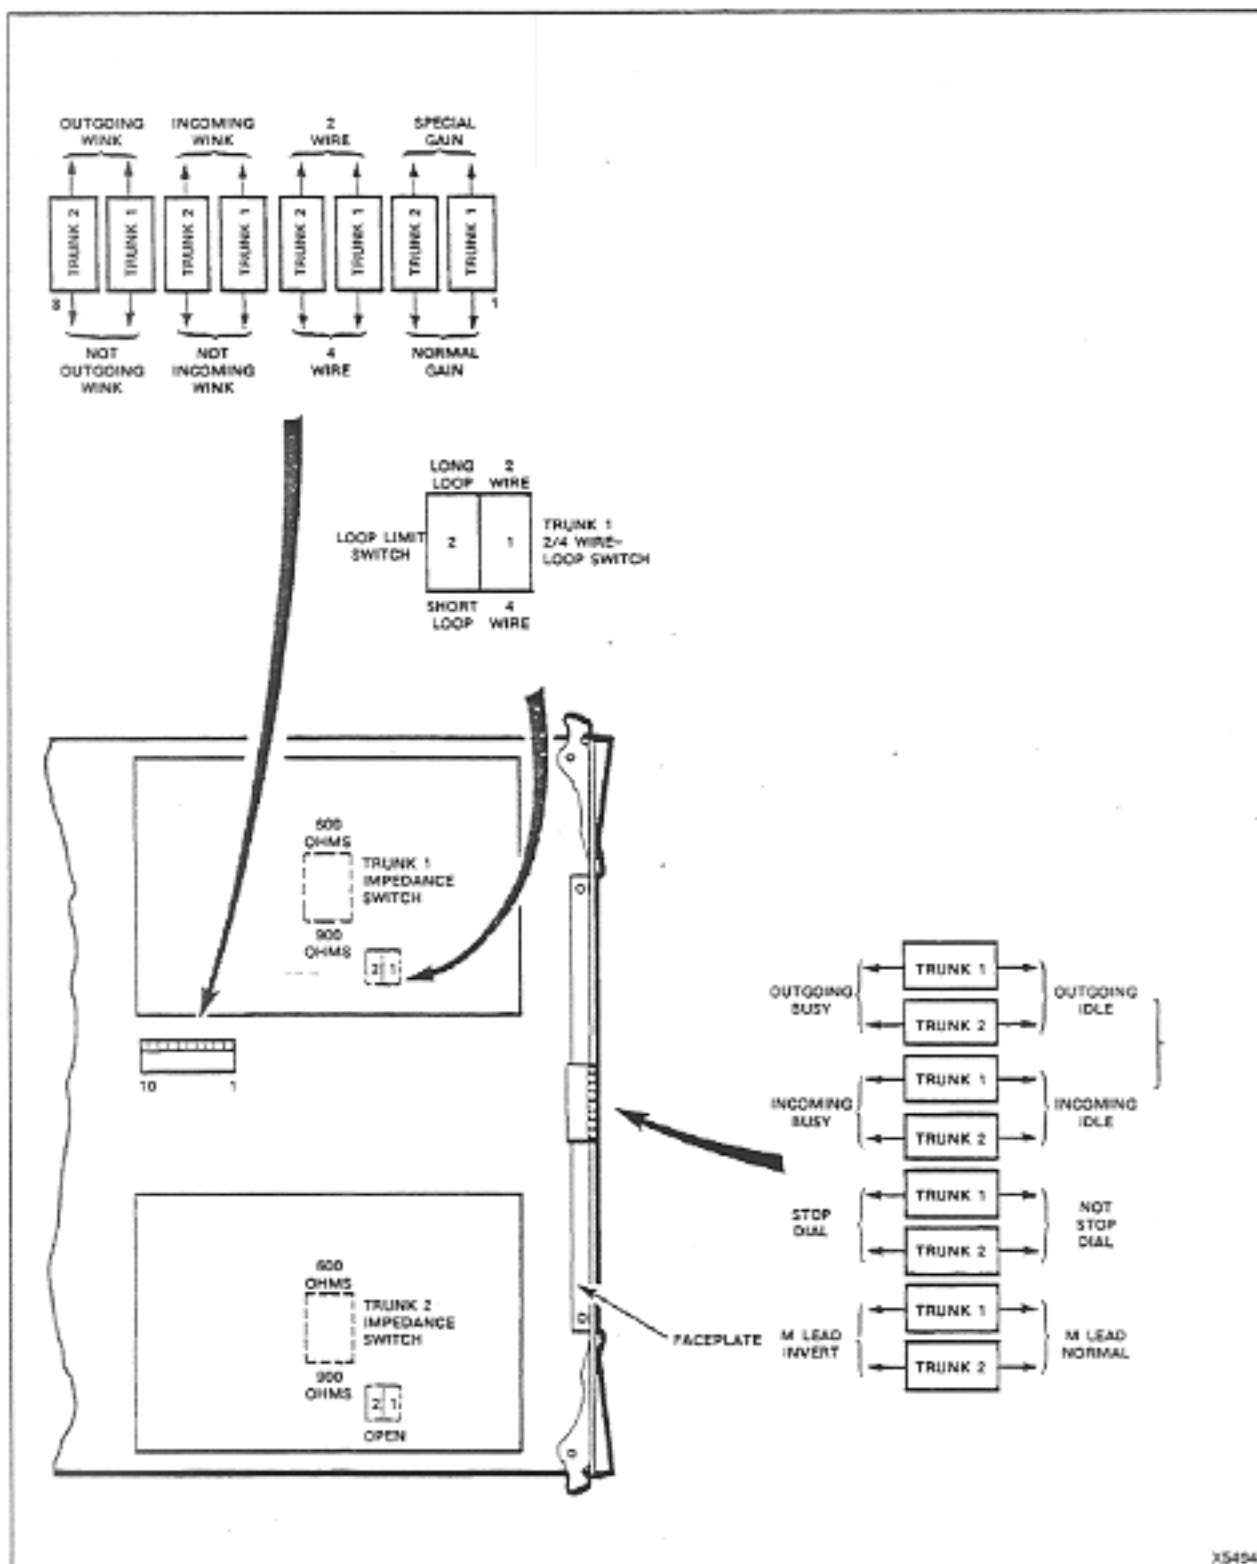 OUTGOING WINK
INCOMING WINK
2 WIRE
SPECIAL GAIN
TRUNK 2
TRUNK 1
TRUNK 2
TRUNK 1
TRUNK 2
TRUNK 1
TRUNK 2
TRUNK 1
8
1
NOT OUTGOING WINK
NOT INCOMING WINK
4 WIRE
NORMAL GAIN
LONG LOOP
2 WIRE
LOOP LIMIT SWITCH
2
1
TRUNK 1
2/4 WIRE-
LOOP SWITCH
SHORT LOOP
4 WIRE
600 OHMS
TRUNK 1
IMPEDANCE
SWITCH
900 OHMS
2 1
10
1
600 OHMS
TRUNK 2
IMPEDANCE
SWITCH
900 OHMS
2 1
OPEN
FACEPLATE
OUTGOING BUSY
TRUNK 1
TRUNK 2
OUTGOING IDLE
INCOMING BUSY
TRUNK 1
TRUNK 2
INCOMING IDLE
STOP DIAL
TRUNK 1
TRUNK 2
NOT STOP DIAL
M LEAD INVERT
TRUNK 1
TRUNK 2
M LEAD NORMAL